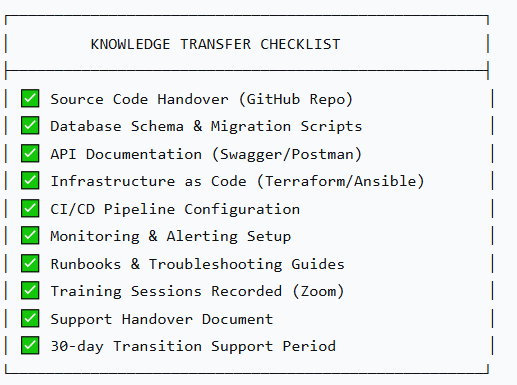 KNOWLEDGE TRANSFER CHECKLIST
✅ Source Code Handover (GitHub Repo)
✅ Database Schema & Migration Scripts
✅ API Documentation (Swagger/Postman)
✅ Infrastructure as Code (Terraform/Ansible)
✅ CI/CD Pipeline Configuration
✅ Monitoring & Alerting Setup
✅ Runbooks & Troubleshooting Guides
✅ Training Sessions Recorded (Zoom)
✅ Support Handover Document
✅ 30-day Transition Support Period